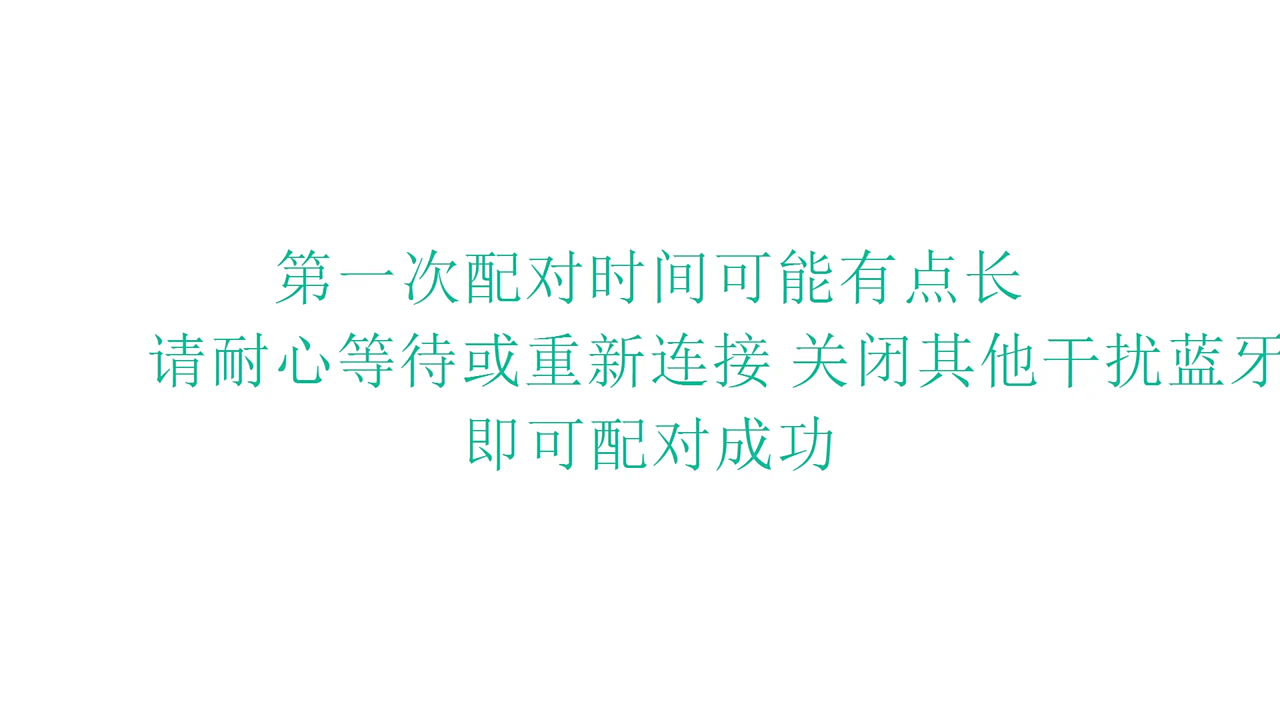 第一次配对时间可能有点长
请耐心等待或重新连接 关闭其他干扰蓝牙
即可配对成功